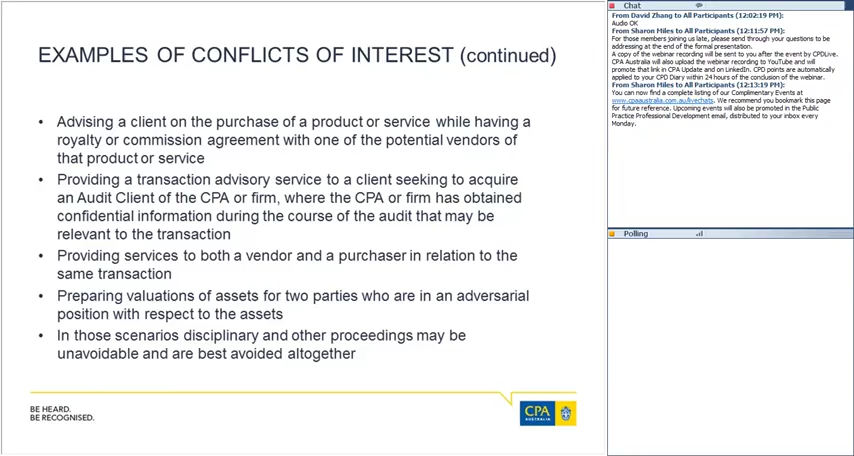 EXAMPLES OF CONFLICTS OF INTEREST (continued)
• Advising a client on the purchase of a product or service while having a
royalty or commission agreement with one of the potential vendors of
that product or service
• Providing a transaction advisory service to a client seeking to acquire
an Audit Client of the CPA or firm, where the CPA or firm has obtained
confidential information during the course of the audit that may be
relevant to the transaction
• Providing services to both a vendor and a purchaser in relation to the
same transaction
• Preparing valuations of assets for two parties who are in an adversarial
position with respect to the assets
• In those scenarios disciplinary and other proceedings may be
unavoidable and are best avoided altogether
BE HEARD.
BE RECOGNISED.
CPA
AUSTRALIA
Chat
From David Zhang to All Participants (12:02:19 PM):
Audio OK
From Sharon Miles to All Participants (12:11:57 PM):
For those members joining us late, please send through your questions to be
addressing at the end of the formal presentation.
A copy of the webinar recording will be sent to you after the event by CPDLive.
CPA Australia will also upload the webinar recording to YouTube and will
promote that link in CPA Update and on LinkedIn. CPD points are automatically
applied to your CPD Diary within 24 hours of the conclusion of the webinar.
From Sharon Miles to All Participants (12:13:19 PM):
You can now find a complete listing of our Complimentary Events at
www.cpaaustralia.com.au/livechats. We recommend you bookmark this page
for future reference. Upcoming events will also be promoted in the Public
Practice Professional Development email, distributed to your inbox every
Monday.
Polling